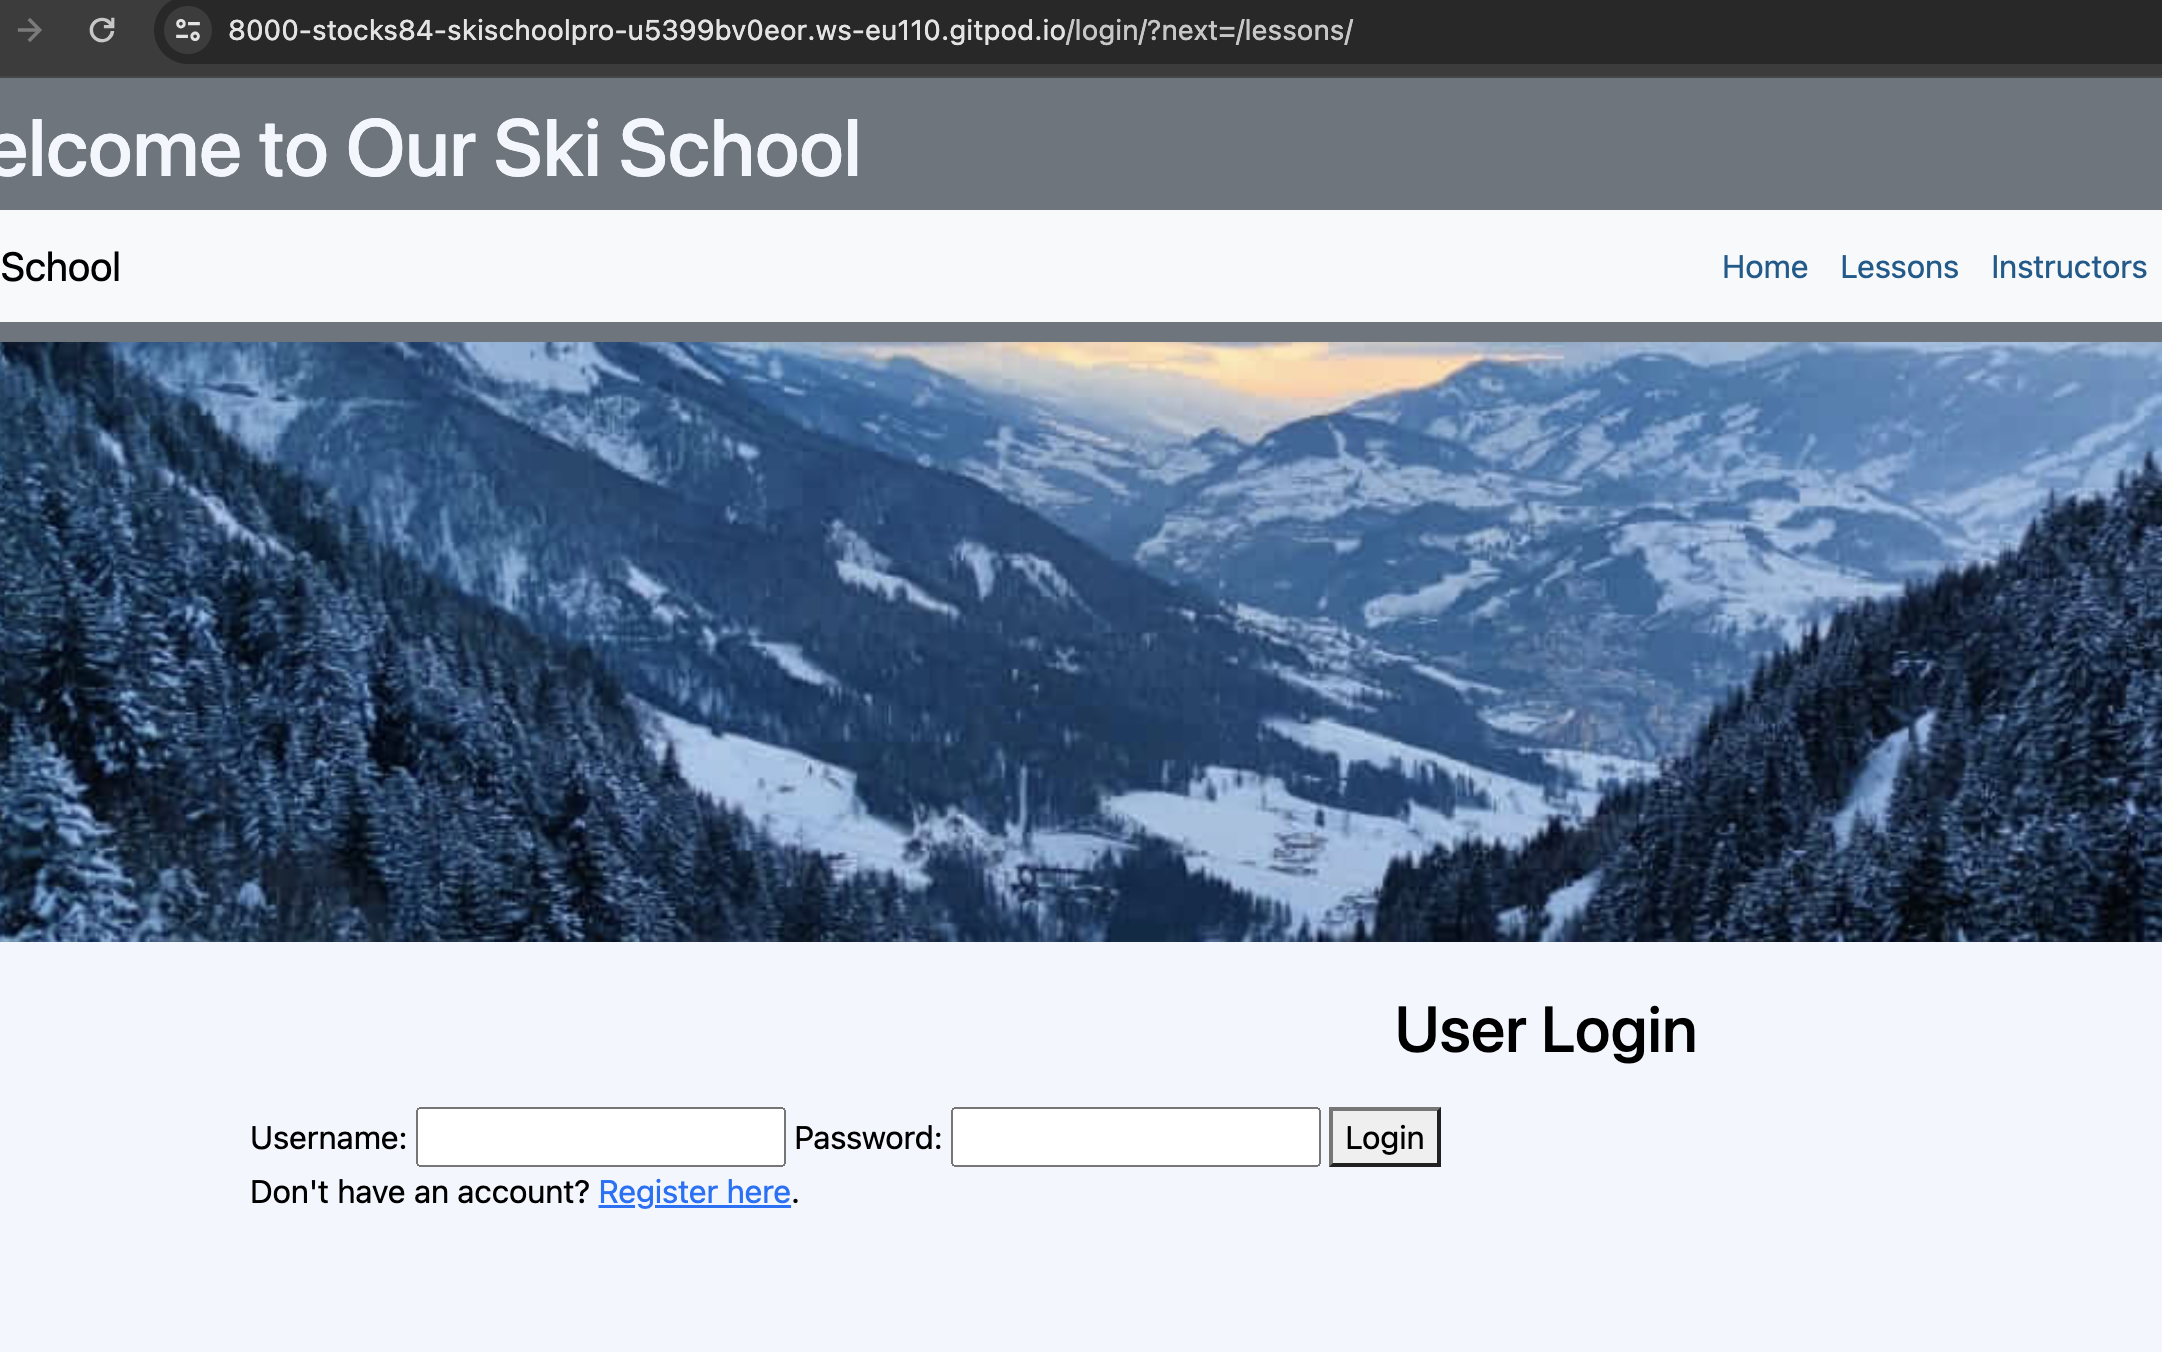 8000-stocks84-skischoolpro-u5399bv0eor.ws-eu110.gitpod.io/login/?next=/lessons/
elcome to Our Ski School
School
Home Lessons Instructors
User Login
Username: Password: Login
Don't have an account? Register here.